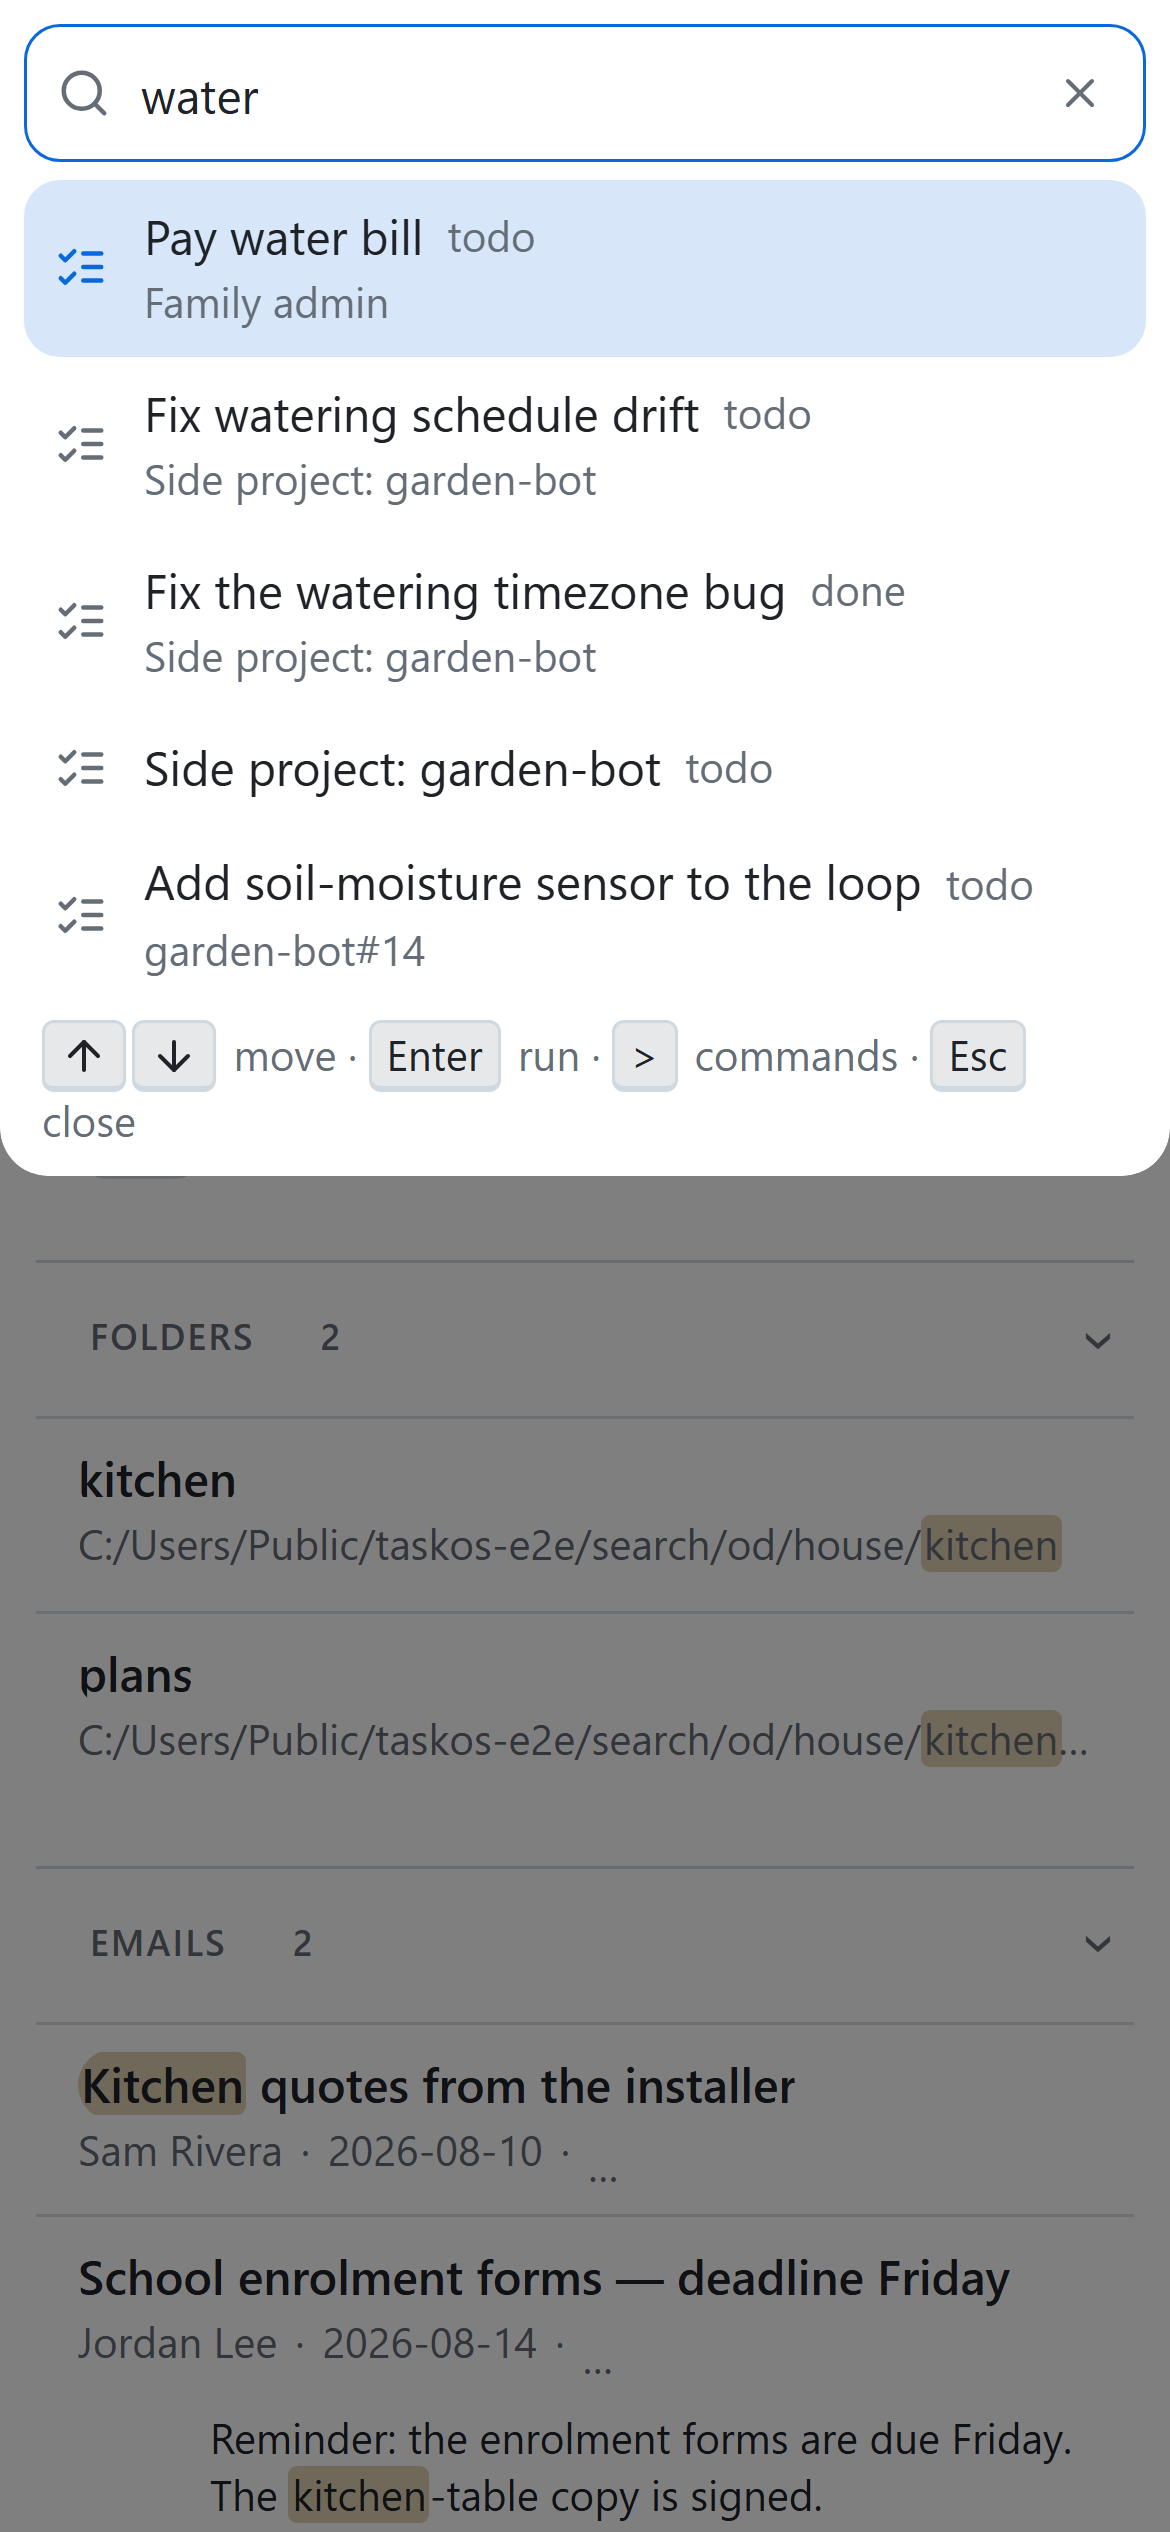 water
Pay water bill todo
Family admin
Fix watering schedule drift todo
Side project: garden-bot
Fix the watering timezone bug done
Side project: garden-bot
Side project: garden-bot todo
Add soil-moisture sensor to the loop todo
garden-bot#14
↑ ↓ move · Enter run · > commands · Esc
close
FOLDERS 2
kitchen
C:/Users/Public/taskos-e2e/search/od/house/kitchen
plans
C:/Users/Public/taskos-e2e/search/od/house/kitchen...
EMAILS 2
Kitchen quotes from the installer
Sam Rivera · 2026-08-10 · ...
School enrolment forms — deadline Friday
Jordan Lee · 2026-08-14 · ...
Reminder: the enrolment forms are due Friday.
The kitchen-table copy is signed.